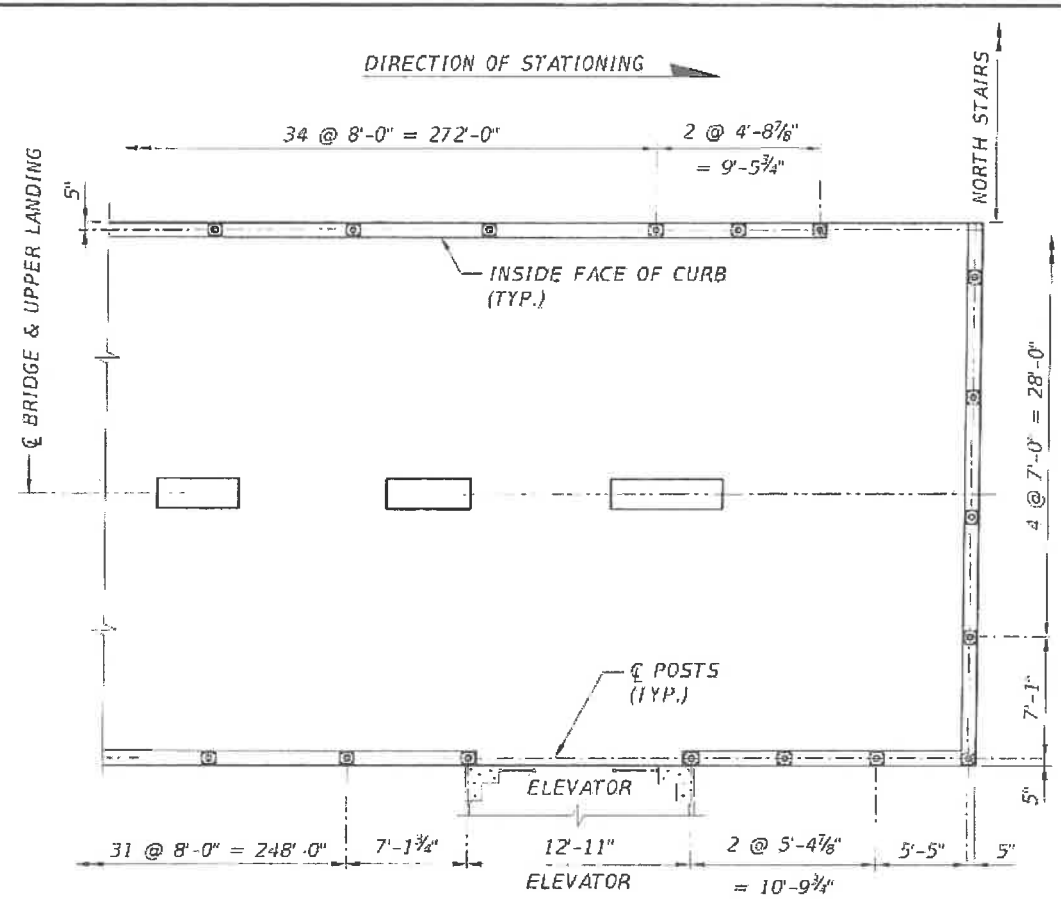 DIRECTION OF STATIONING
NORTH STAIRS
34 @ 8'-0" = 272'-0"
2 @ 4'-8⅞"
= 9'-5¾"
℄ BRIDGE & UPPER LANDING
5"
INSIDE FACE OF CURB
(TYP.)
4 @ 7'-0" = 28'-0"
℄ POSTS
(TYP.)
7'-1"
ELEVATOR
5"
31 @ 8'-0" = 248'-0"
7'-1¾"
12'-11"
2 @ 5'-4⅞"
5'-5"
5"
ELEVATOR
= 10'-9¾"